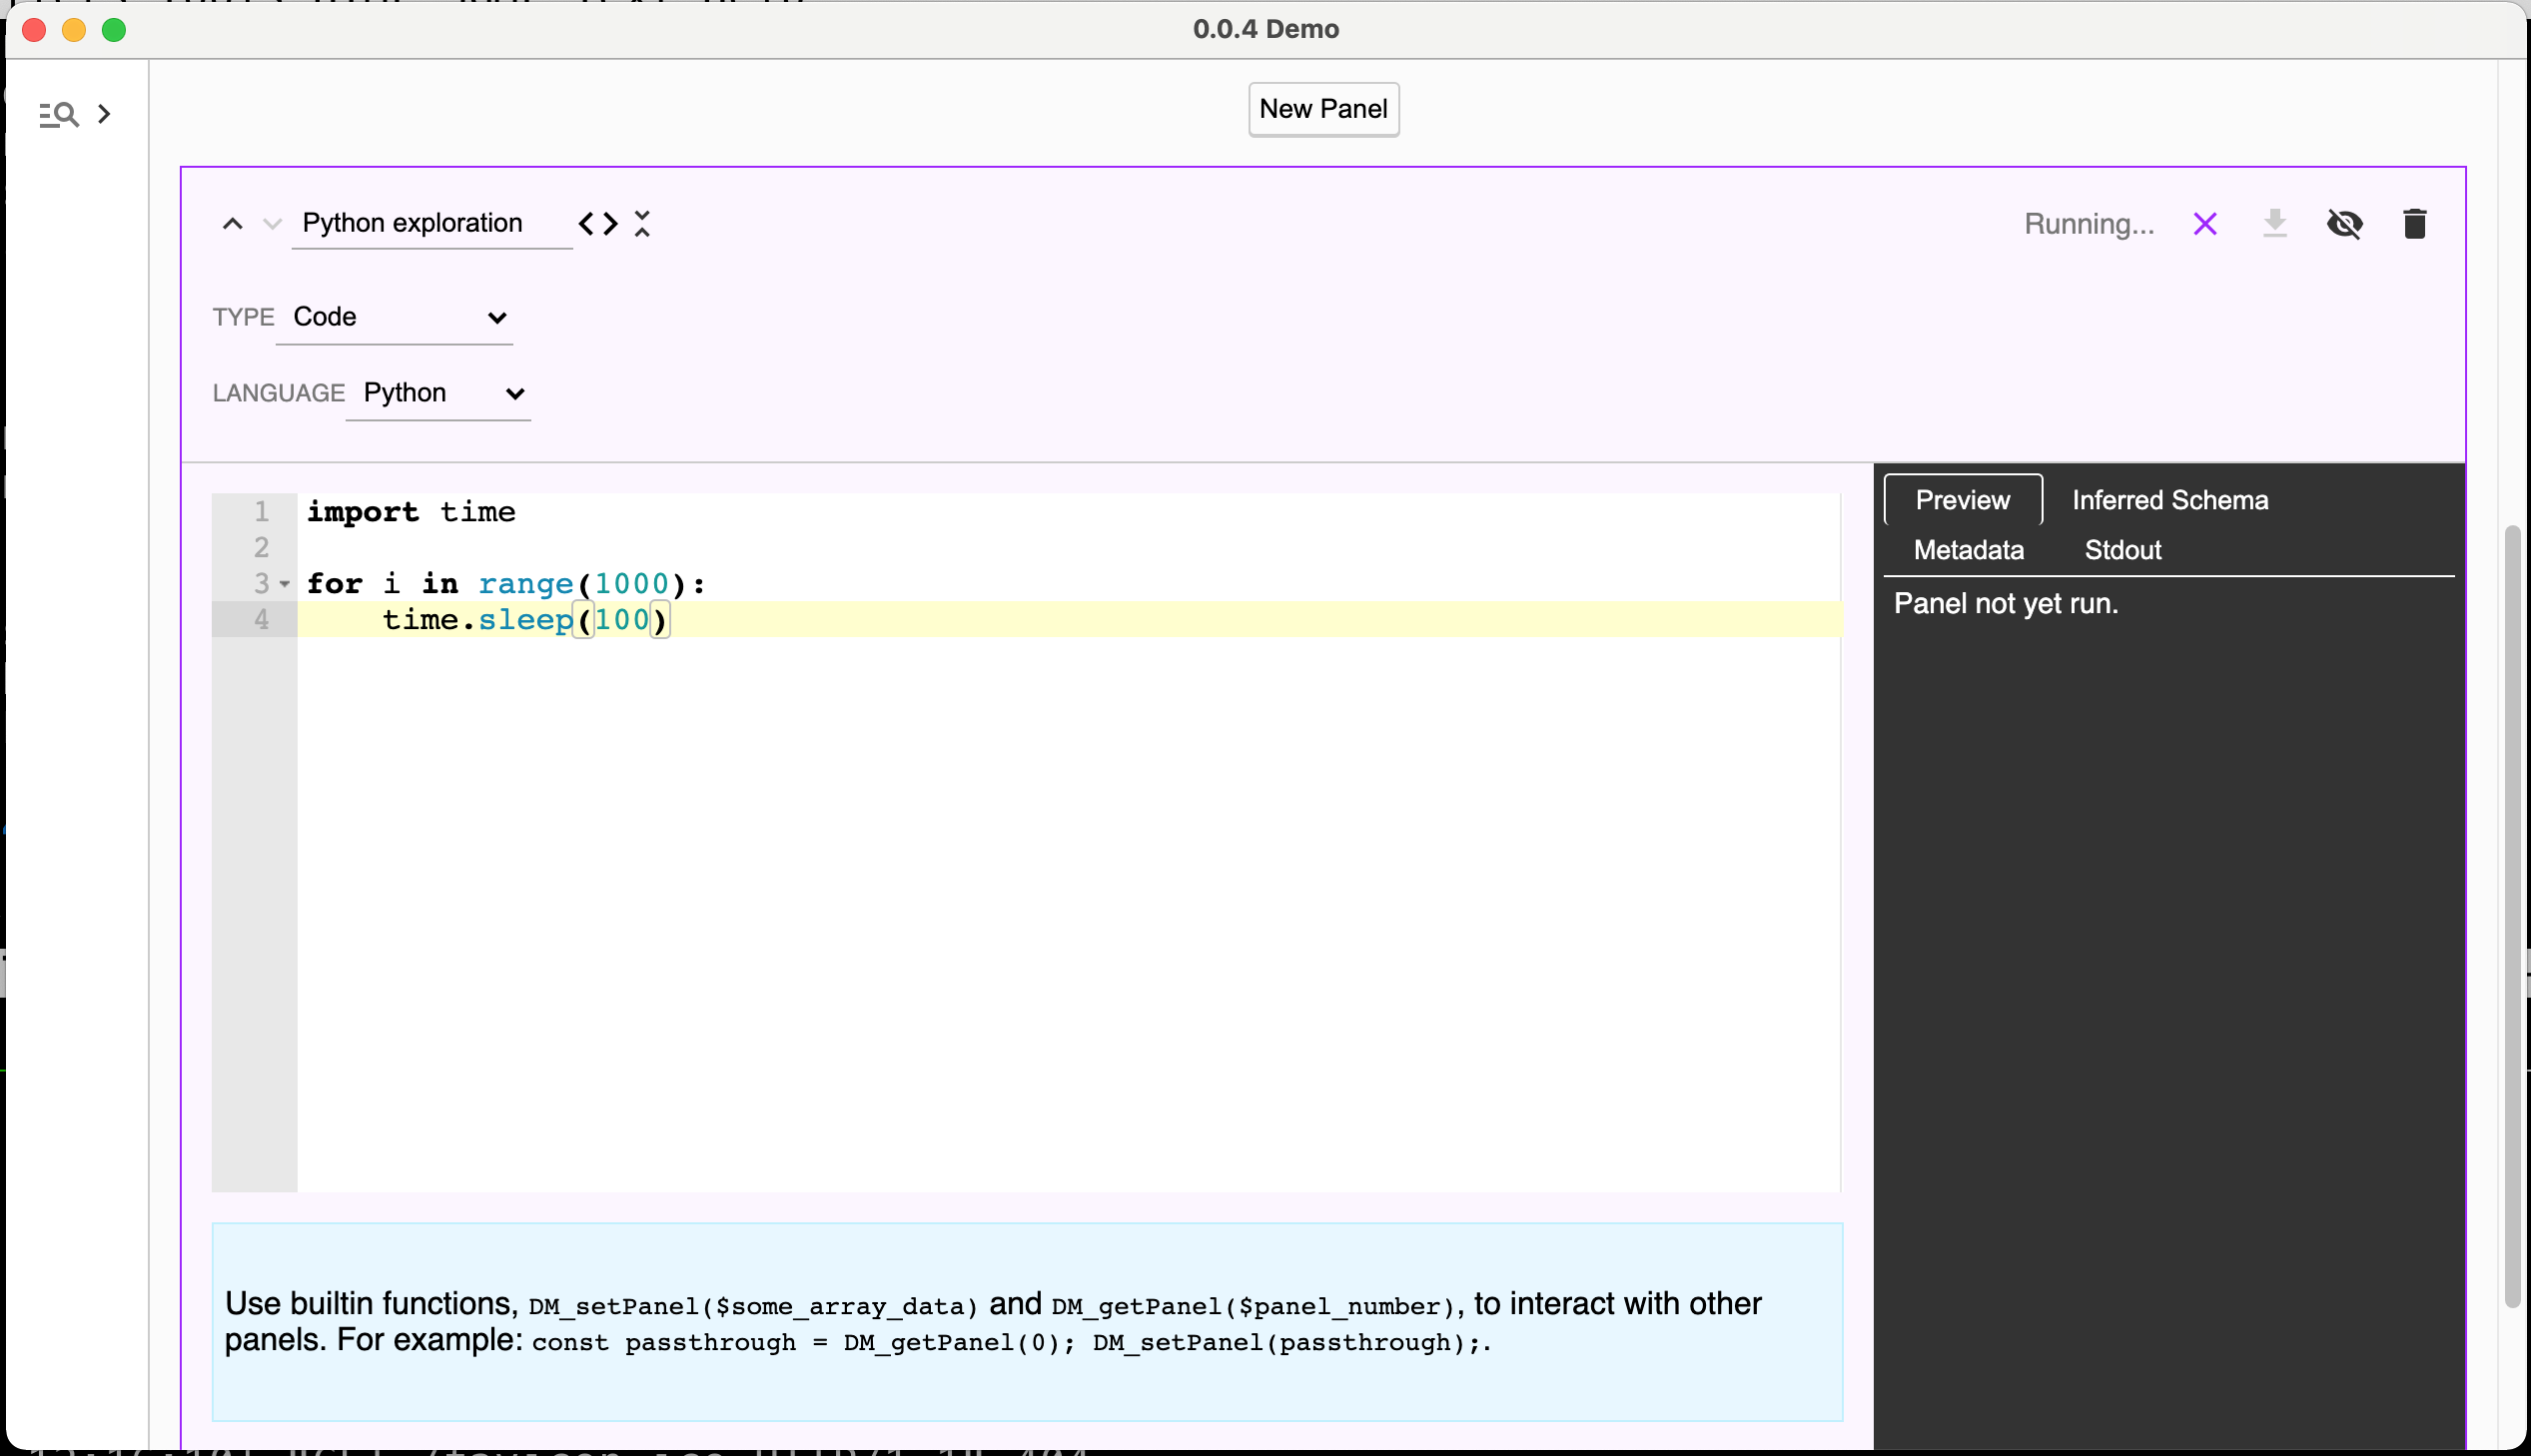 0.0.4 Demo
New Panel
Python exploration
Running...
TYPE Code
LANGUAGE Python
1 import time
2
3 for i in range(1000):
4     time.sleep(100)
Preview Inferred Schema
Metadata Stdout
Panel not yet run.
Use builtin functions, DM_setPanel($some_array_data) and DM_getPanel($panel_number), to interact with other
panels. For example: const passthrough = DM_getPanel(0); DM_setPanel(passthrough);.